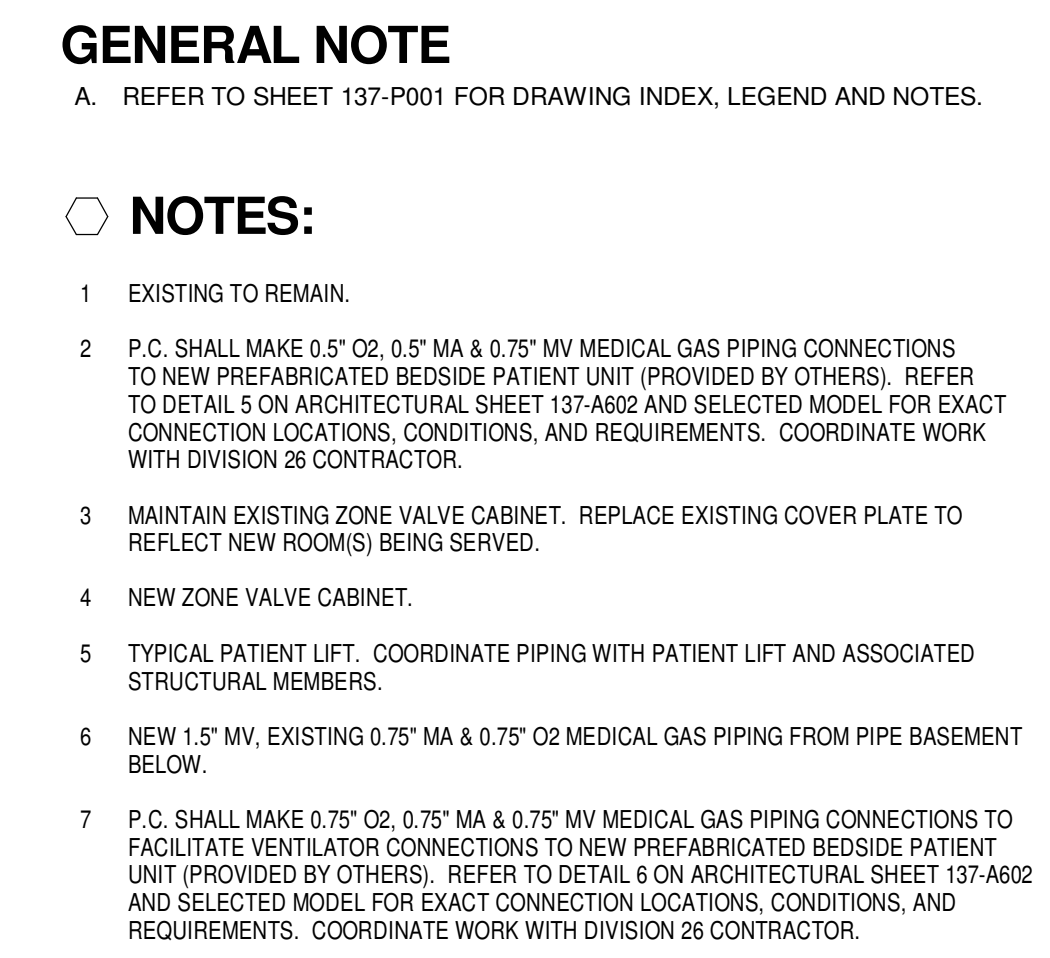 GENERAL NOTE
A. REFER TO SHEET 137-P001 FOR DRAWING INDEX, LEGEND AND NOTES.
NOTES:
1 EXISTING TO REMAIN.
2 P.C. SHALL MAKE 0.5" O2, 0.5" MA & 0.75" MV MEDICAL GAS PIPING CONNECTIONS
TO NEW PREFABRICATED BEDSIDE PATIENT UNIT (PROVIDED BY OTHERS). REFER
TO DETAIL 5 ON ARCHITECTURAL SHEET 137-A602 AND SELECTED MODEL FOR EXACT
CONNECTION LOCATIONS, CONDITIONS, AND REQUIREMENTS. COORDINATE WORK
WITH DIVISION 26 CONTRACTOR.
3 MAINTAIN EXISTING ZONE VALVE CABINET. REPLACE EXISTING COVER PLATE TO
REFLECT NEW ROOM(S) BEING SERVED.
4 NEW ZONE VALVE CABINET.
5 TYPICAL PATIENT LIFT. COORDINATE PIPING WITH PATIENT LIFT AND ASSOCIATED
STRUCTURAL MEMBERS.
6 NEW 1.5" MV, EXISTING 0.75" MA & 0.75" O2 MEDICAL GAS PIPING FROM PIPE BASEMENT
BELOW.
7 P.C. SHALL MAKE 0.75" O2, 0.75" MA & 0.75" MV MEDICAL GAS PIPING CONNECTIONS TO
FACILITATE VENTILATOR CONNECTIONS TO NEW PREFABRICATED BEDSIDE PATIENT
UNIT (PROVIDED BY OTHERS). REFER TO DETAIL 6 ON ARCHITECTURAL SHEET 137-A602
AND SELECTED MODEL FOR EXACT CONNECTION LOCATIONS, CONDITIONS, AND
REQUIREMENTS. COORDINATE WORK WITH DIVISION 26 CONTRACTOR.